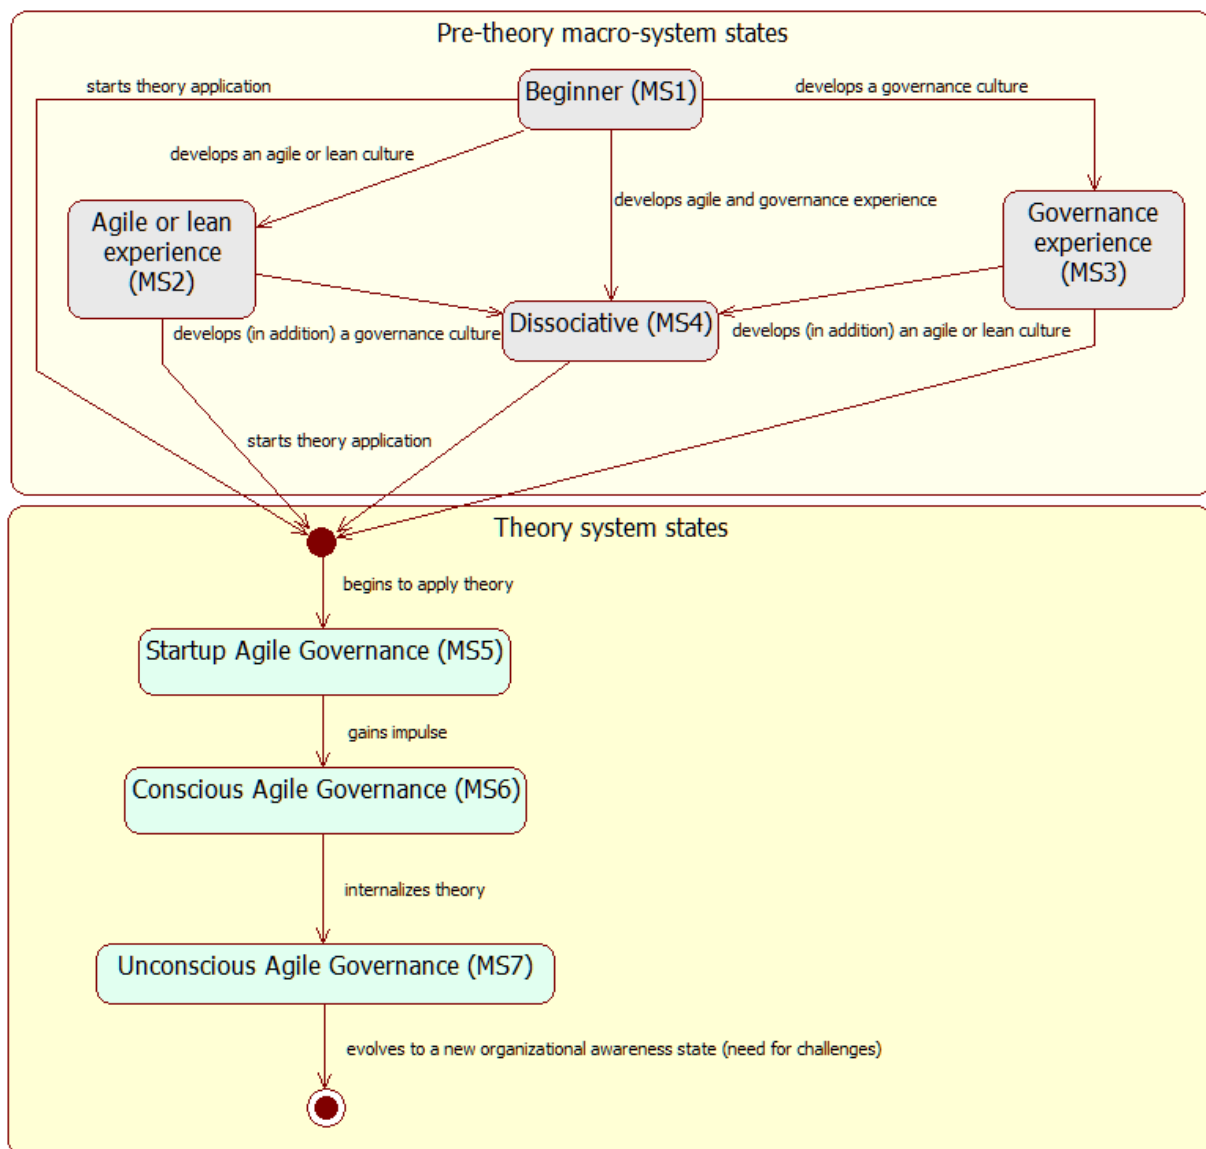 Pre-theory macro-system states
starts theory application
Beginner (MS1)
develops a governance culture
develops an agile or lean culture
develops agile and governance experience
Agile or lean
experience
(MS2)
Governance
experience
(MS3)
Dissociative (MS4)
develops (in addition) a governance culture
develops (in addition) an agile or lean culture
starts theory application
Theory system states
begins to apply theory
Startup Agile Governance (MS5)
gains impulse
Conscious Agile Governance (MS6)
internalizes theory
Unconscious Agile Governance (MS7)
evolves to a new organizational awareness state (need for challenges)